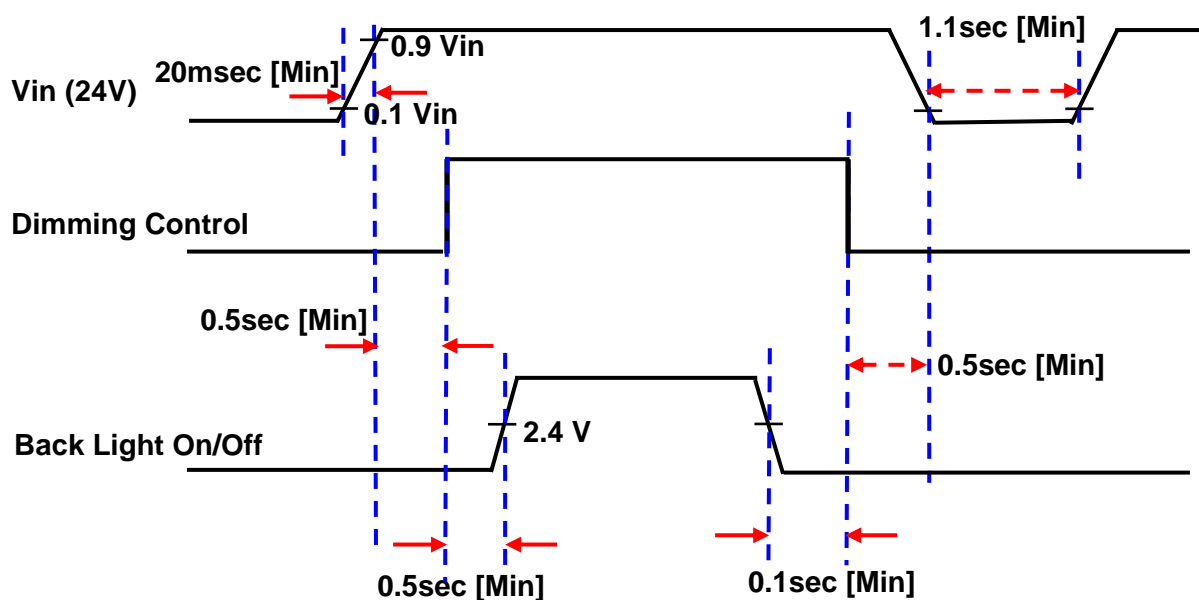 1.1sec [Min]
0.9 Vin
20msec [Min]
Vin (24V)
0.1 Vin
Dimming Control
0.5sec [Min]
0.5sec [Min]
2.4 V
Back Light On/Off
0.5sec [Min]
0.1sec [Min]